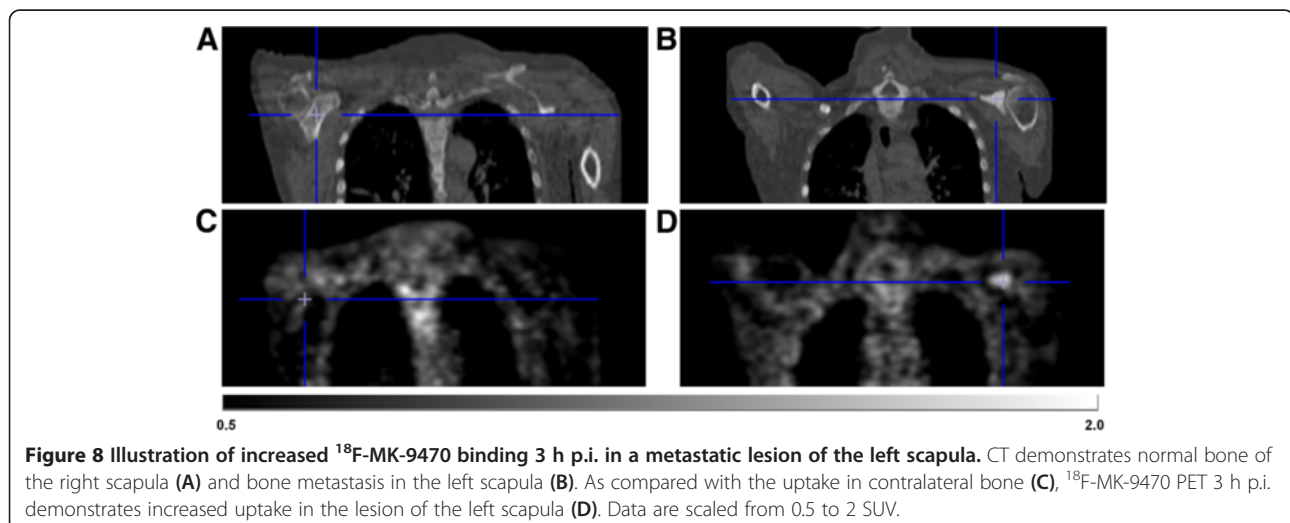 A
B
C
D
0.5
2.0
Figure 8 Illustration of increased ¹⁸F-MK-9470 binding 3 h p.i. in a metastatic lesion of the left scapula. CT demonstrates normal bone of
the right scapula (A) and bone metastasis in the left scapula (B). As compared with the uptake in contralateral bone (C), ¹⁸F-MK-9470 PET 3 h p.i.
demonstrates increased uptake in the lesion of the left scapula (D). Data are scaled from 0.5 to 2 SUV.